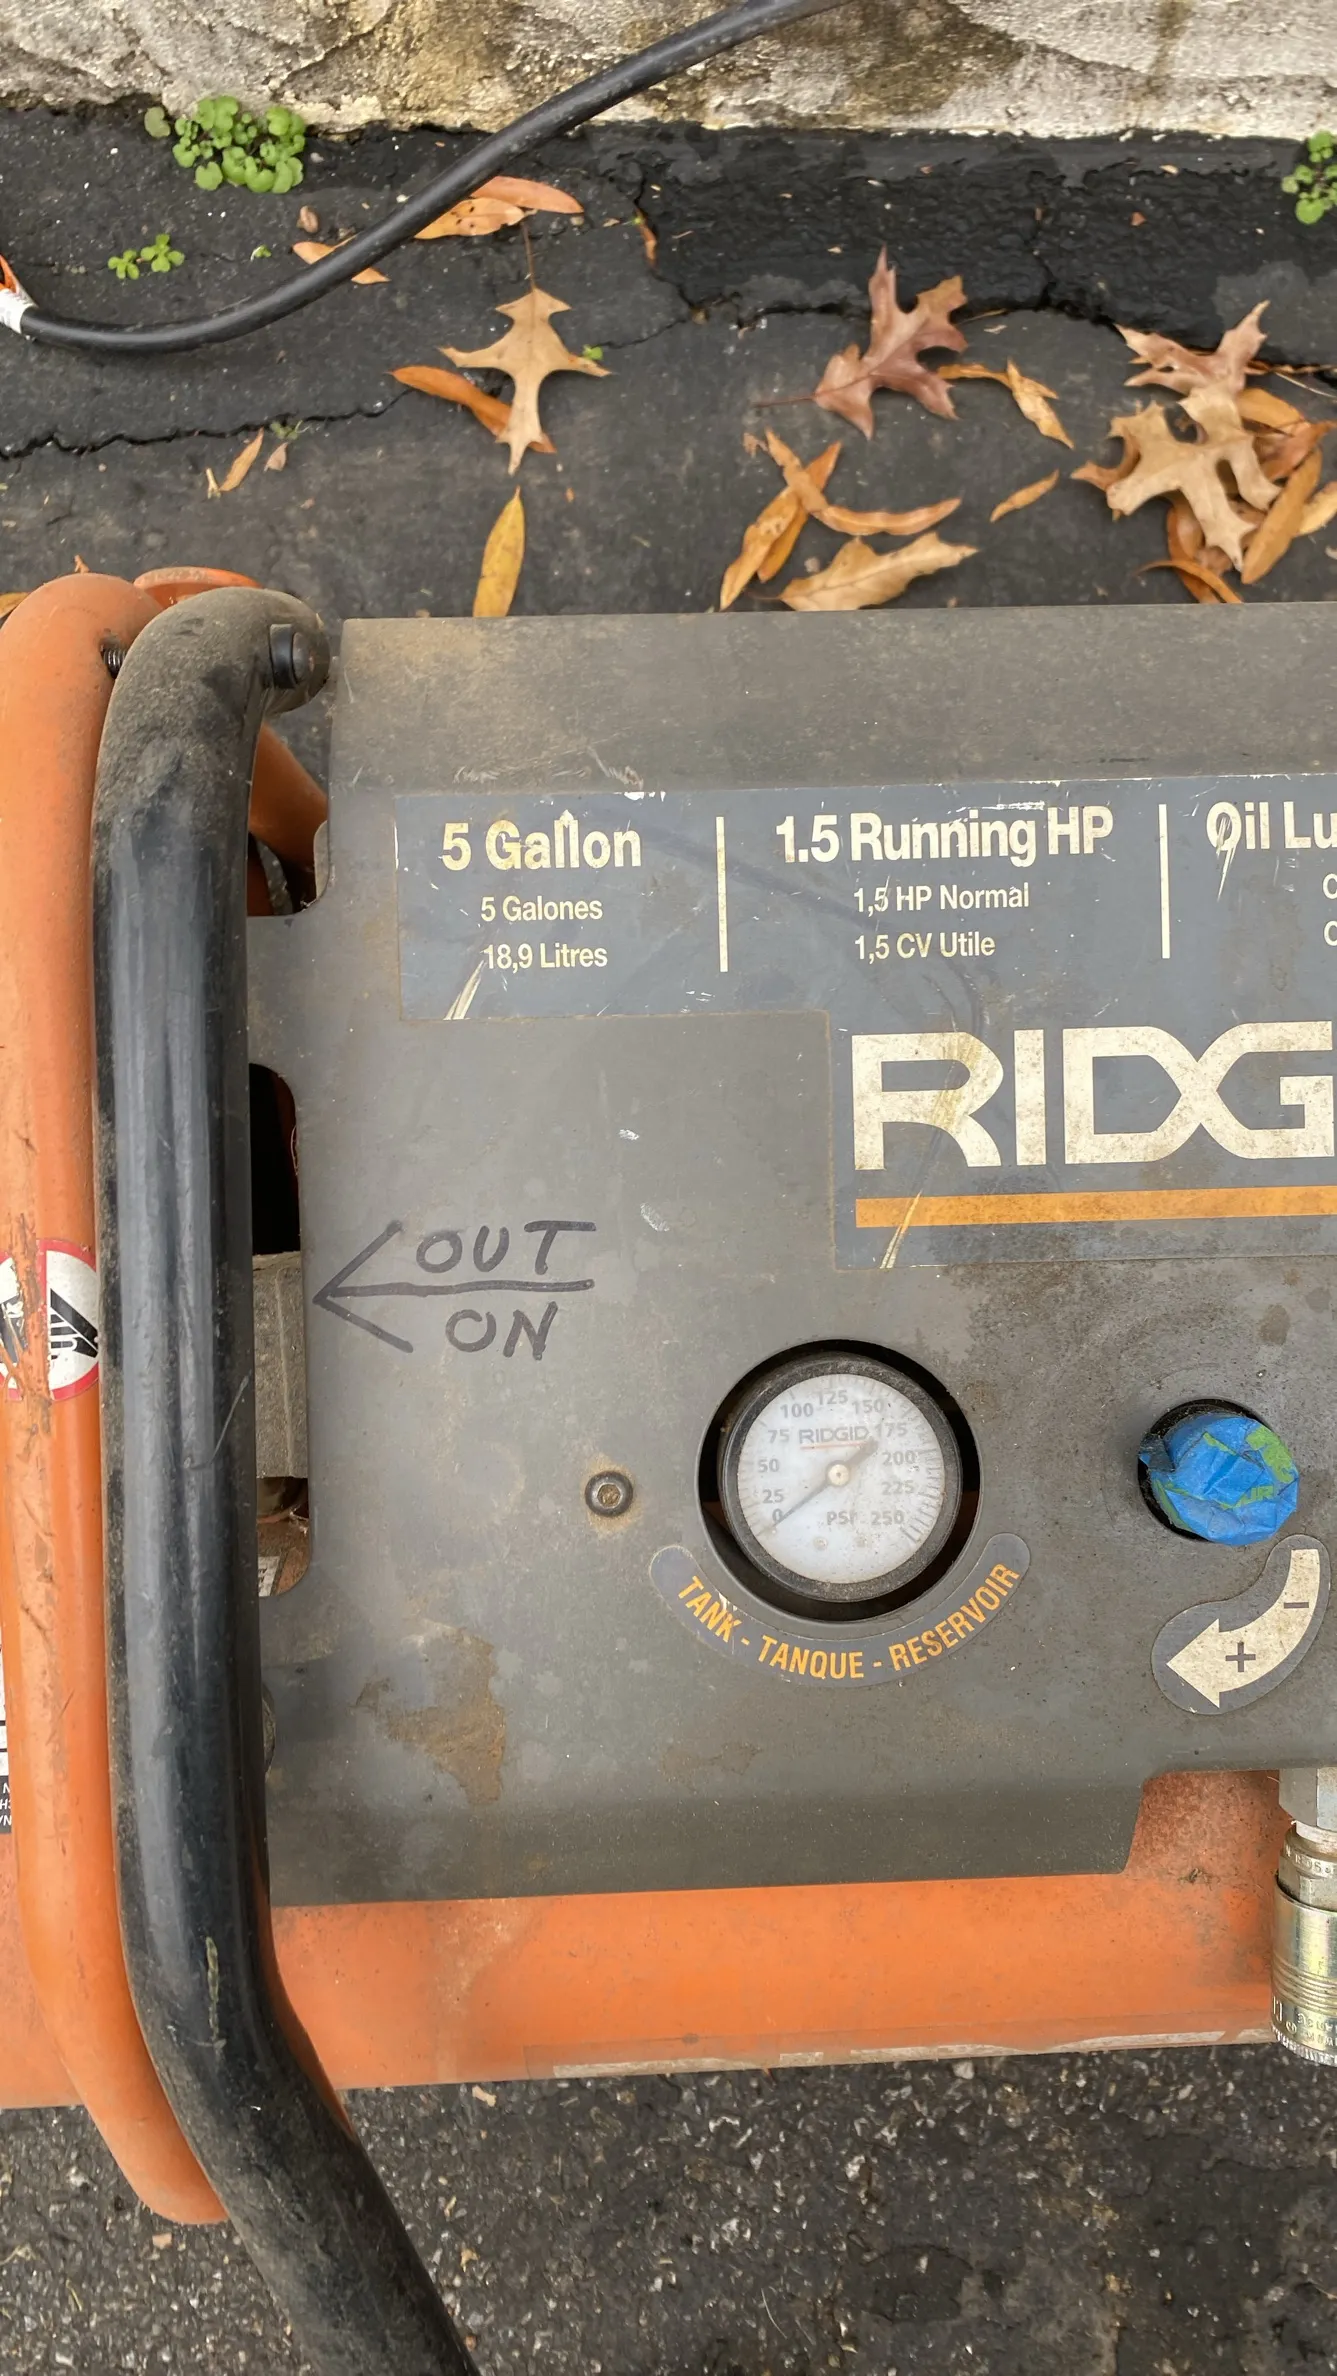 5 Gallon
5 Galones
18,9 Litres
1.5 Running HP
1,5 HP Normal
1,5 CV Utile
Oil Lu
RIDG
OUT
ON
0 25 50 75 100 125 150 175 200 225 250
RIDGID
PSI
TANK - TANQUE - RESERVOIR
- +